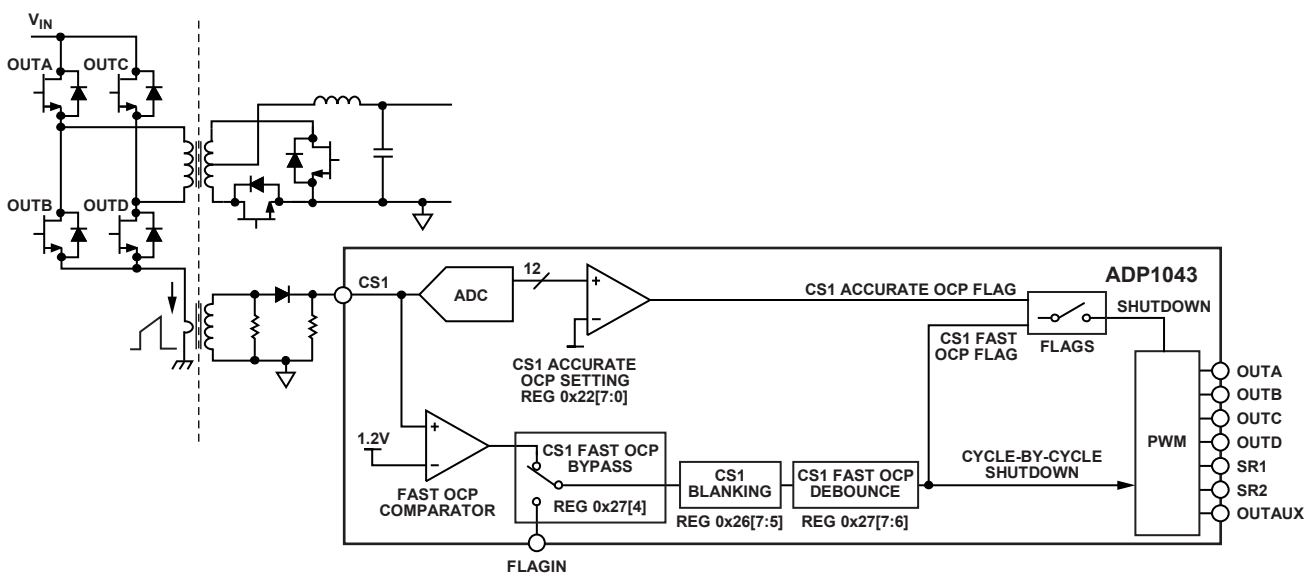 VIN
OUTA
OUTC
OUTB
OUTD
CS1
ADC
12
+
−
CS1 ACCURATE
OCP SETTING
REG 0x22[7:0]
CS1 ACCURATE OCP FLAG
CS1 FAST
OCP FLAG
FLAGS
SHUTDOWN
ADP1043
1.2V
+
−
FAST OCP
COMPARATOR
CS1 FAST OCP
BYPASS
REG 0x27[4]
FLAGIN
CS1
BLANKING
REG 0x26[7:5]
CS1 FAST OCP
DEBOUNCE
REG 0x27[7:6]
CYCLE-BY-CYCLE
SHUTDOWN
PWM
OUTA
OUTB
OUTC
OUTD
SR1
SR2
OUTAUX